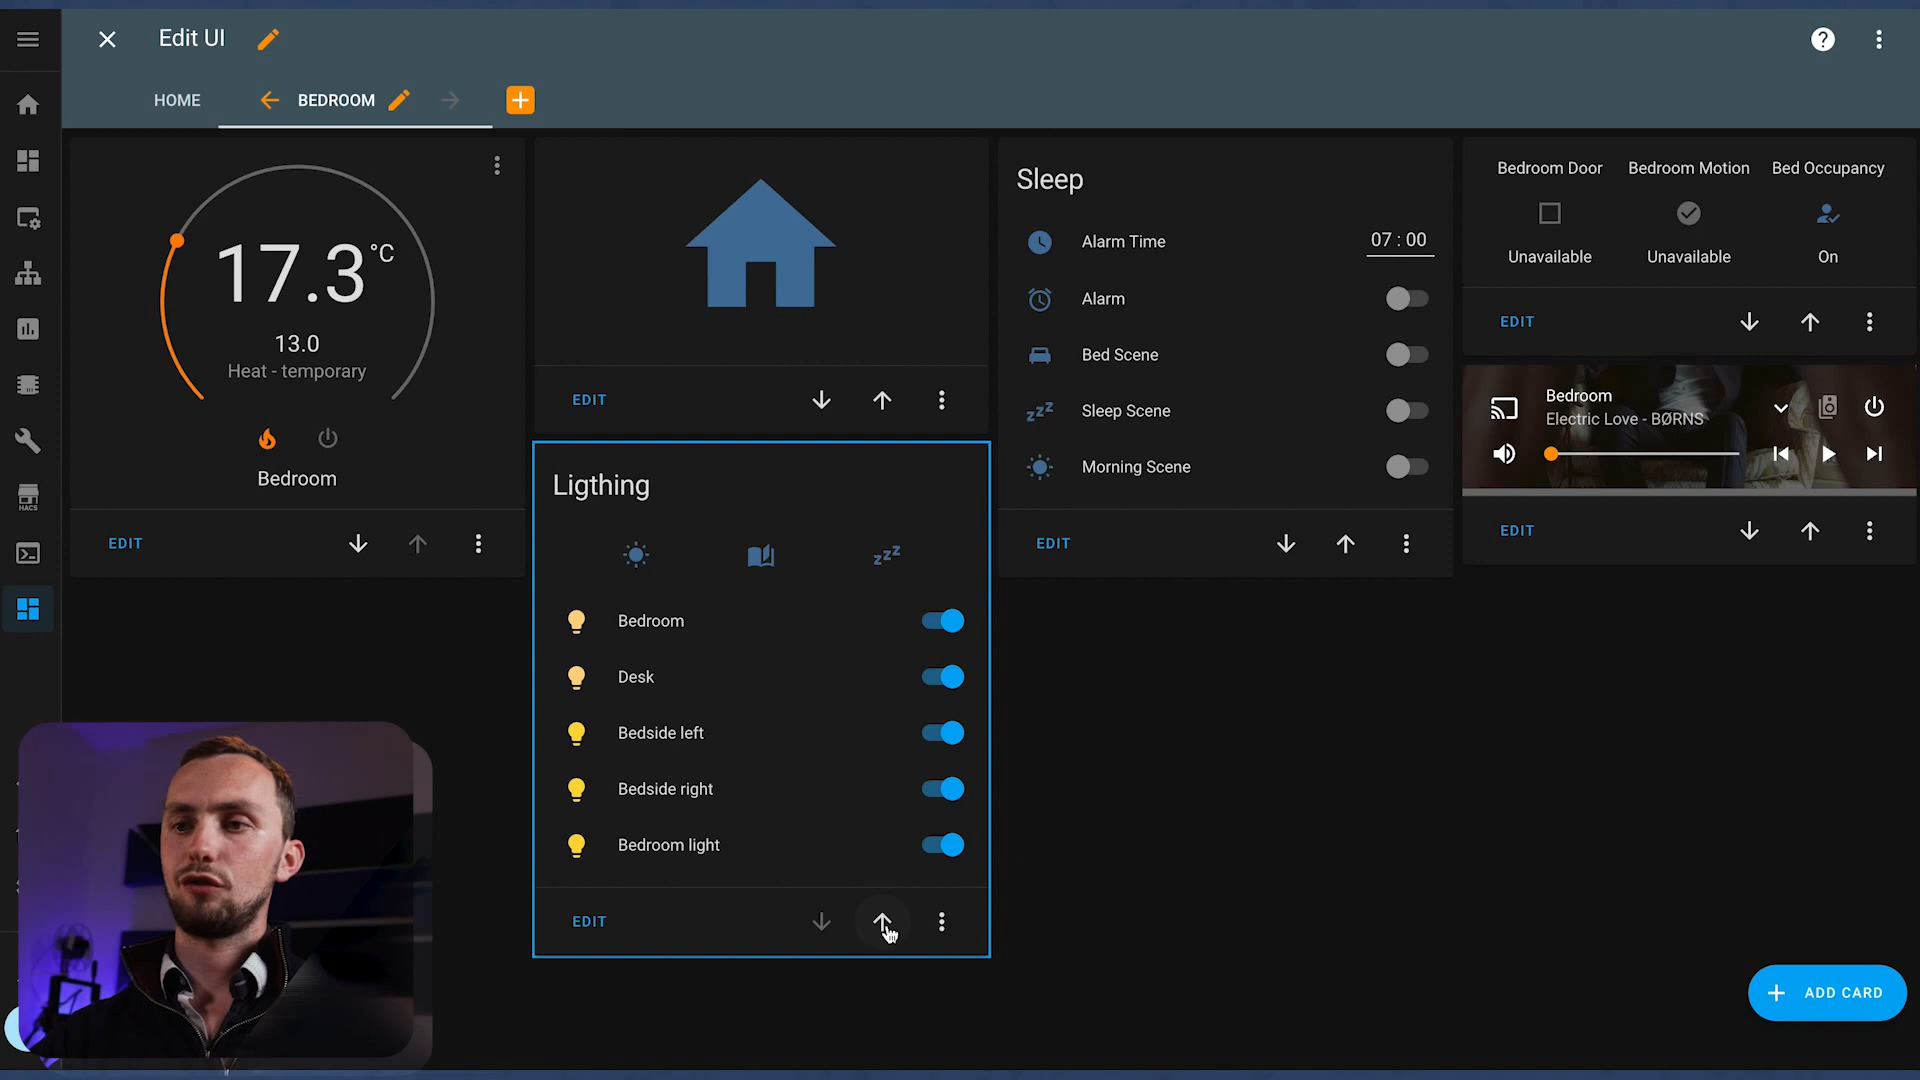 Edit UI
HOME
BEDROOM
17.3 °C
13.0
Heat - temporary
Bedroom
EDIT
EDIT
Ligthing
Bedroom
Desk
Bedside left
Bedside right
Bedroom light
EDIT
Sleep
Alarm Time 07 : 00
Alarm
Bed Scene
Sleep Scene
Morning Scene
EDIT
Bedroom Door Bedroom Motion Bed Occupancy
Unavailable Unavailable On
EDIT
Bedroom
Electric Love - BØRNS
EDIT
HACS
ADD CARD